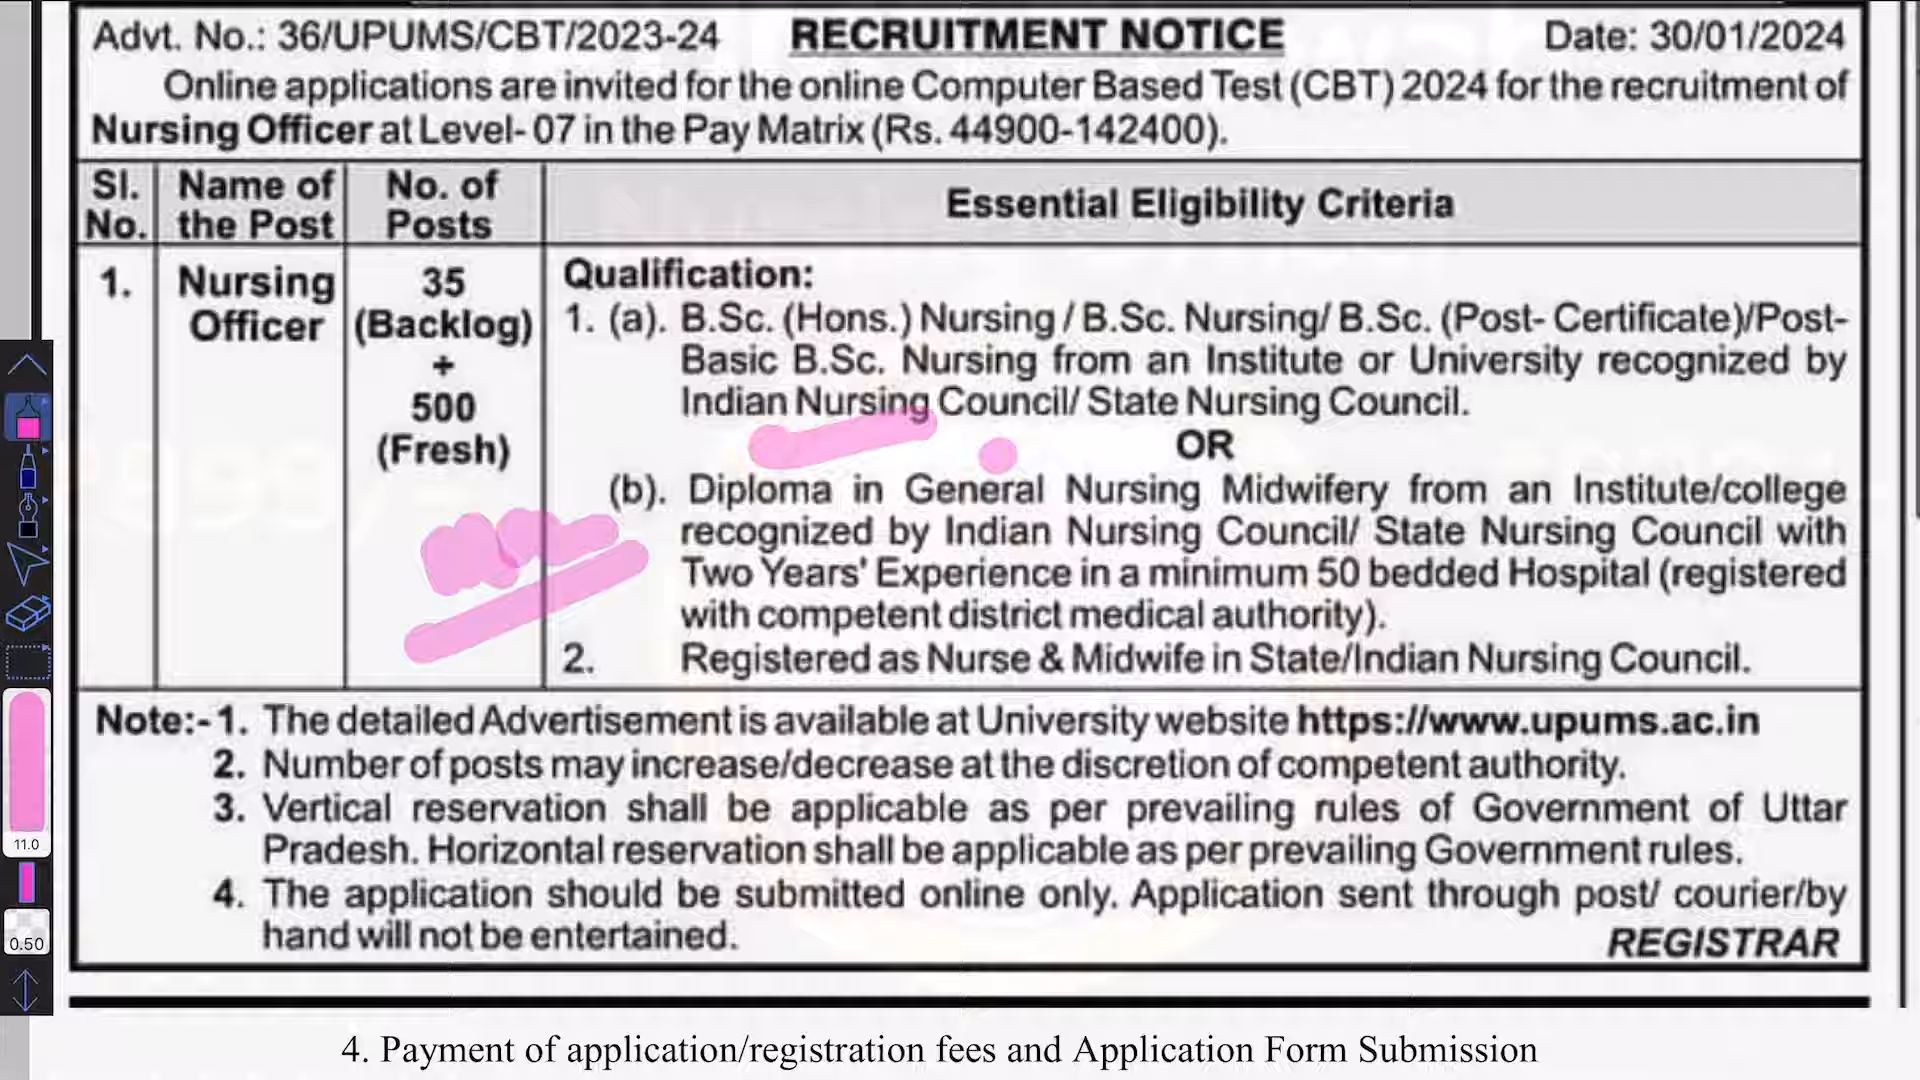 Advt. No.: 36/UPUMS/CBT/2023-24 RECRUITMENT NOTICE Date: 30/01/2024
Online applications are invited for the online Computer Based Test (CBT) 2024 for the recruitment of
Nursing Officer at Level- 07 in the Pay Matrix (Rs. 44900-142400).
Sl. No. Name of the Post No. of Posts Essential Eligibility Criteria
1. Nursing Officer 35 (Backlog) + 500 (Fresh)
Qualification:
1. (a). B.Sc. (Hons.) Nursing / B.Sc. Nursing/ B.Sc. (Post- Certificate)/Post-
Basic B.Sc. Nursing from an Institute or University recognized by
Indian Nursing Council/ State Nursing Council.
OR
(b). Diploma in General Nursing Midwifery from an Institute/college
recognized by Indian Nursing Council/ State Nursing Council with
Two Years' Experience in a minimum 50 bedded Hospital (registered
with competent district medical authority).
2. Registered as Nurse & Midwife in State/Indian Nursing Council.
Note:- 1. The detailed Advertisement is available at University website https://www.upums.ac.in
2. Number of posts may increase/decrease at the discretion of competent authority.
3. Vertical reservation shall be applicable as per prevailing rules of Government of Uttar
Pradesh. Horizontal reservation shall be applicable as per prevailing Government rules.
4. The application should be submitted online only. Application sent through post/ courier/by
hand will not be entertained.
REGISTRAR
11.0
0.50
4. Payment of application/registration fees and Application Form Submission